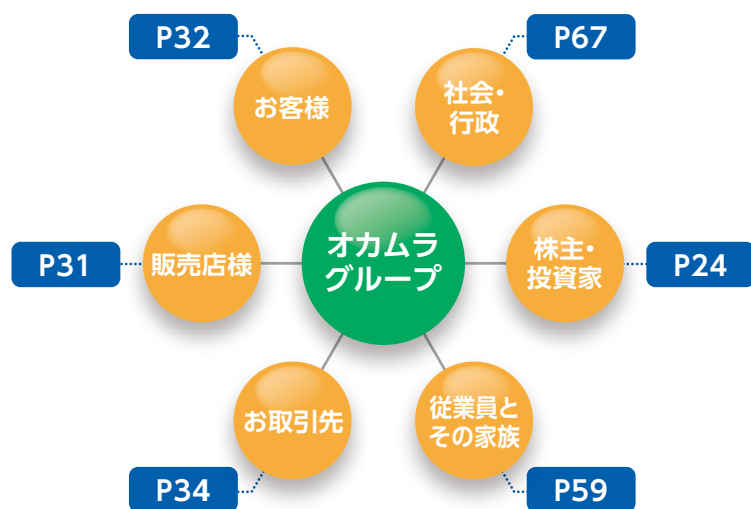 P32
P67
お客様
社会・
行政
P31
販売店様
オカムラ
グループ
株主・
投資家
P24
お取引先
従業員と
その家族
P34
P59